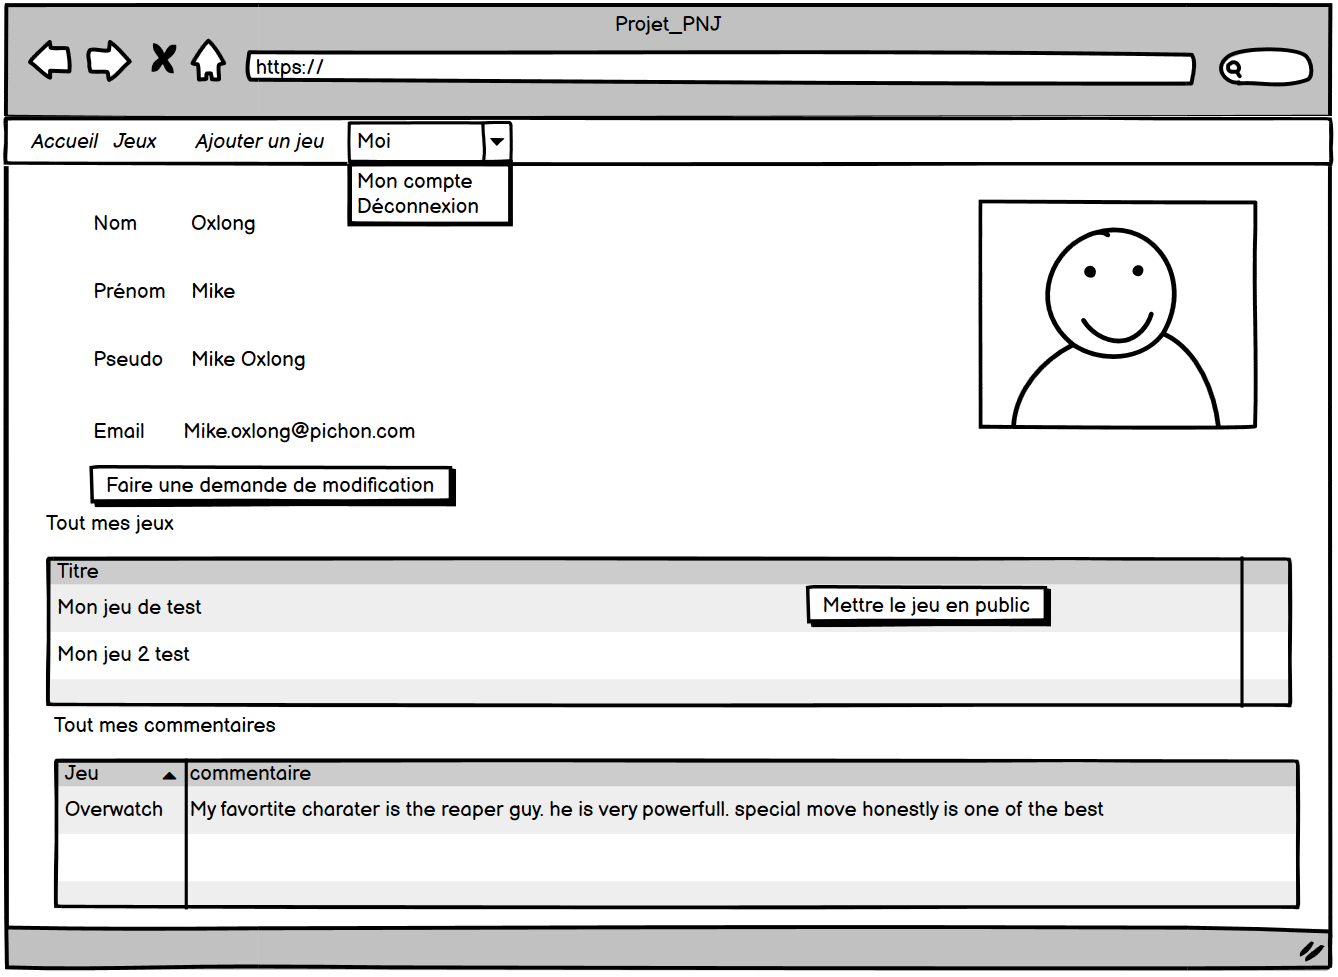 Projet_PNJ
https://
Accueil Jeux Ajouter un jeu Moi
Mon compte
Déconnexion
Nom Oxlong
Prénom Mike
Pseudo Mike Oxlong
Email Mike.oxlong@pichon.com
Faire une demande de modification
Tout mes jeux
Titre
Mon jeu de test Mettre le jeu en public
Mon jeu 2 test
Tout mes commentaires
Jeu commentaire
Overwatch My favortite charater is the reaper guy. he is very powerfull. special move honestly is one of the best